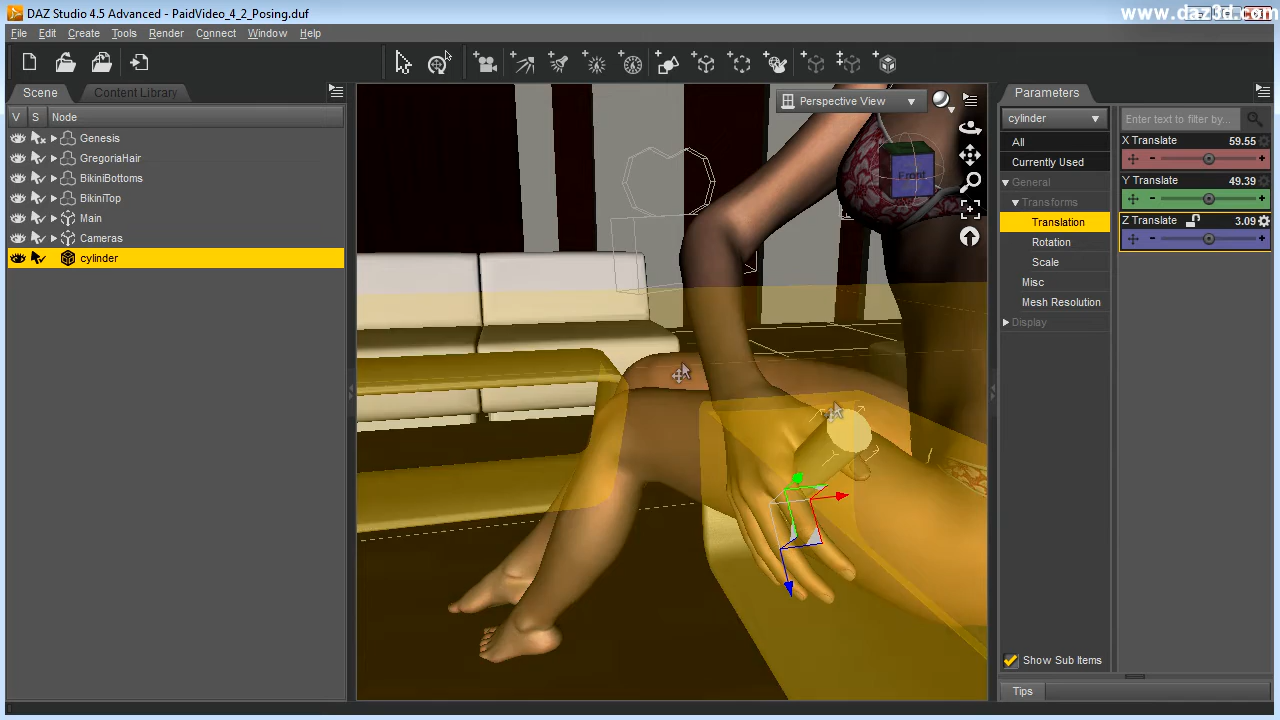 DAZ Studio 4.5 Advanced - PaidVideo_4_2_Posing.duf
www.daz3d.com
File Edit Create Tools Render Connect Window Help
Scene Content Library
V S Node
Genesis
GregoriaHair
BikiniBottoms
BikiniTop
Main
Cameras
cylinder
Perspective View
Front
Parameters
cylinder
All
Currently Used
General
Transforms
Translation
Rotation
Scale
Misc
Mesh Resolution
Display
Enter text to filter by...
X Translate 59.55
Y Translate 49.39
Z Translate 3.09
Show Sub Items
Tips